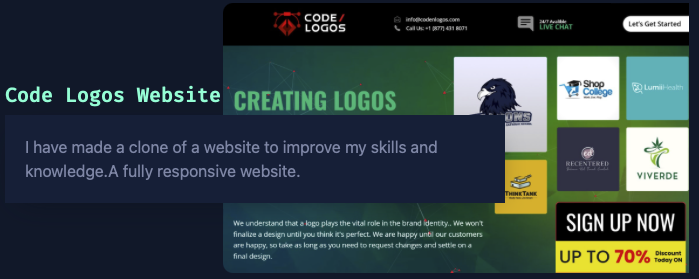 CODE/
LOGOS
info@codenlogos.com
Call Us: +1 (877) 431 8071
24/7 Avalible
LIVE CHAT
Let's Get Started
Code Logos Website
CREATING LOGOS
I have made a clone of a website to improve my skills and
knowledge.A fully responsive website.
Shop
College
LumiiHealth
RECENTERED
VIVERDE
THINKTANK
We understand that a logo plays the vital role in the brand identity.. We won't
finalize a design until you think it's perfect. We are happy until our customers
are happy, so take as long as you need to request changes and settle on a
final design.
SIGN UP NOW
UP TO 70% Discount
Today ON